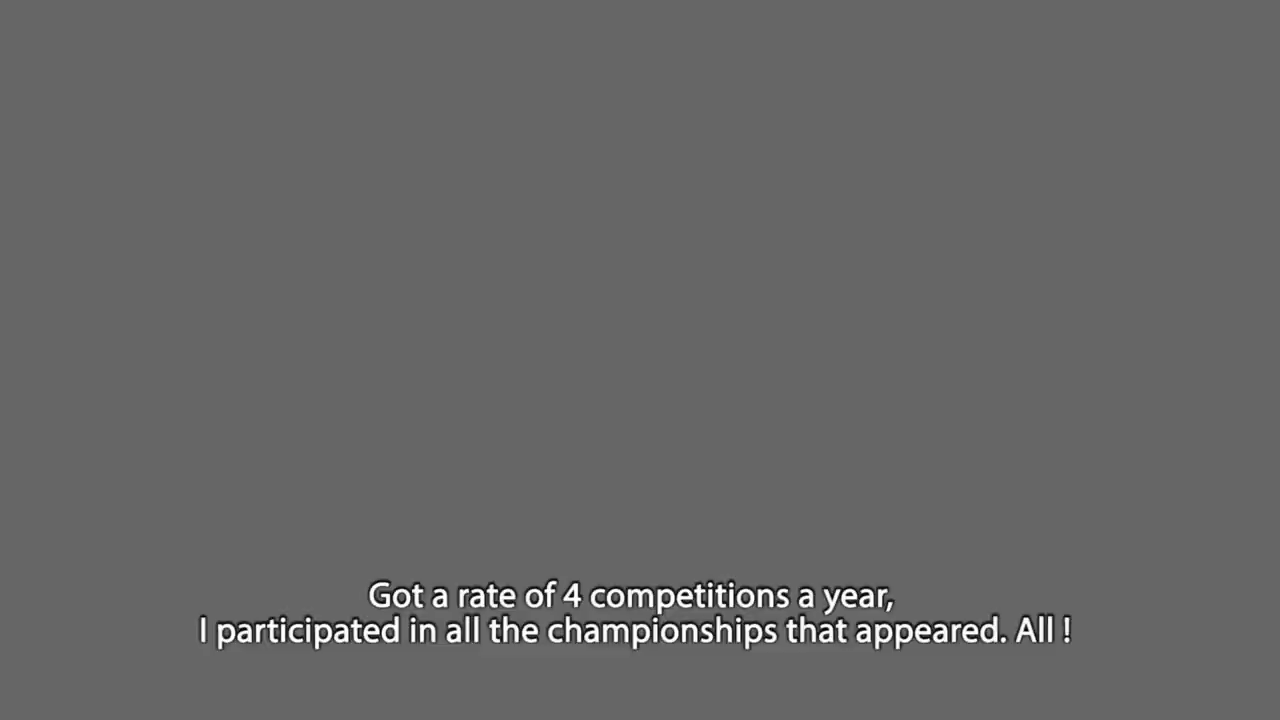 Got a rate of 4 competitions a year,
I participated in all the championships that appeared. All !